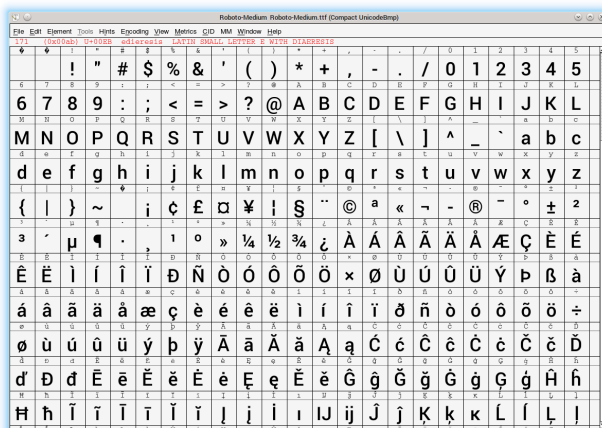 Roboto-Medium Roboto-Medium.ttf (Compact UnicodeBmp)
File Edit Element Tools Hints Encoding View Metrics CID MM Window Help
171 (0x00ab) U+00EB edieresis LATIN SMALL LETTER E WITH DIAERESIS
! " # $ % & ' ( ) * + , - . / 0 1 2 3 4 5
6 7 8 9 : ; < = > ? @ A B C D E F G H I J K L
M N O P Q R S T U V W X Y Z [ \ ] ^ _ ` a b c
d e f g h i j k l m n o p q r s t u v w x y z
{ | } ~ ¡ ¢ £ ¤ ¥ ¦ § ¨ © ª « ¬ - ® ¯ ° ± ²
³ ´ µ ¶ · ¸ ¹ º » ¼ ½ ¾ ¿ À Á Â Ã Ä Å Æ Ç È É
Ê Ë Ì Í Î Ï Ð Ñ Ò Ó Ô Õ Ö × Ø Ù Ú Û Ü Ý Þ ß à
á â ã ä å æ ç è é ê ë ì í î ï ð ñ ò ó ô õ ö ÷
ø ù ú û ü ý þ ÿ Ā ā Ă ă Ą ą Ć ć Ĉ ĉ Ċ ċ Č č Ď
ď Đ đ Ē ē Ĕ ĕ Ė ė Ę ę Ě ě Ĝ ĝ Ğ ğ Ġ ġ Ģ ģ Ĥ ĥ
Ħ ħ Ĩ ĩ Ī ī Ĭ ĭ Į į İ ı Ĳ ĳ Ĵ ĵ Ķ ķ ĸ Ĺ ĺ Ļ ļ